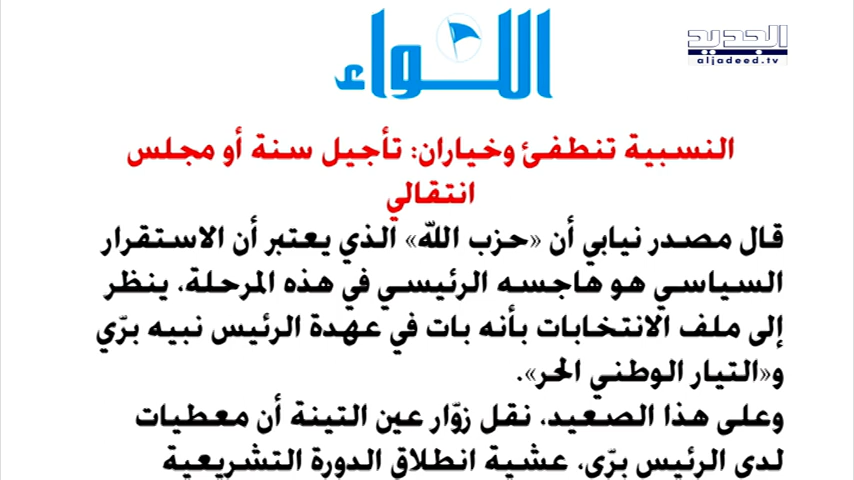 اللواء
الجديد
aljadeed.tv
النسبية تنطفئ وخياران: تأجيل سنة أو مجلس
انتقالي
قال مصدر نيابي أن «حزب الله» الذي يعتبر أن الاستقرار
السياسي هو هاجسه الرئيسي في هذه المرحلة، ينظر
إلى ملف الانتخابات بأنه بات في عهدة الرئيس نبيه برّي
و«التيار الوطني الحر».
وعلى هذا الصعيد، نقل زوّار عين التينة أن معطيات
لدى الرئيس برّي، عشية انطلاق الدورة التشريعية